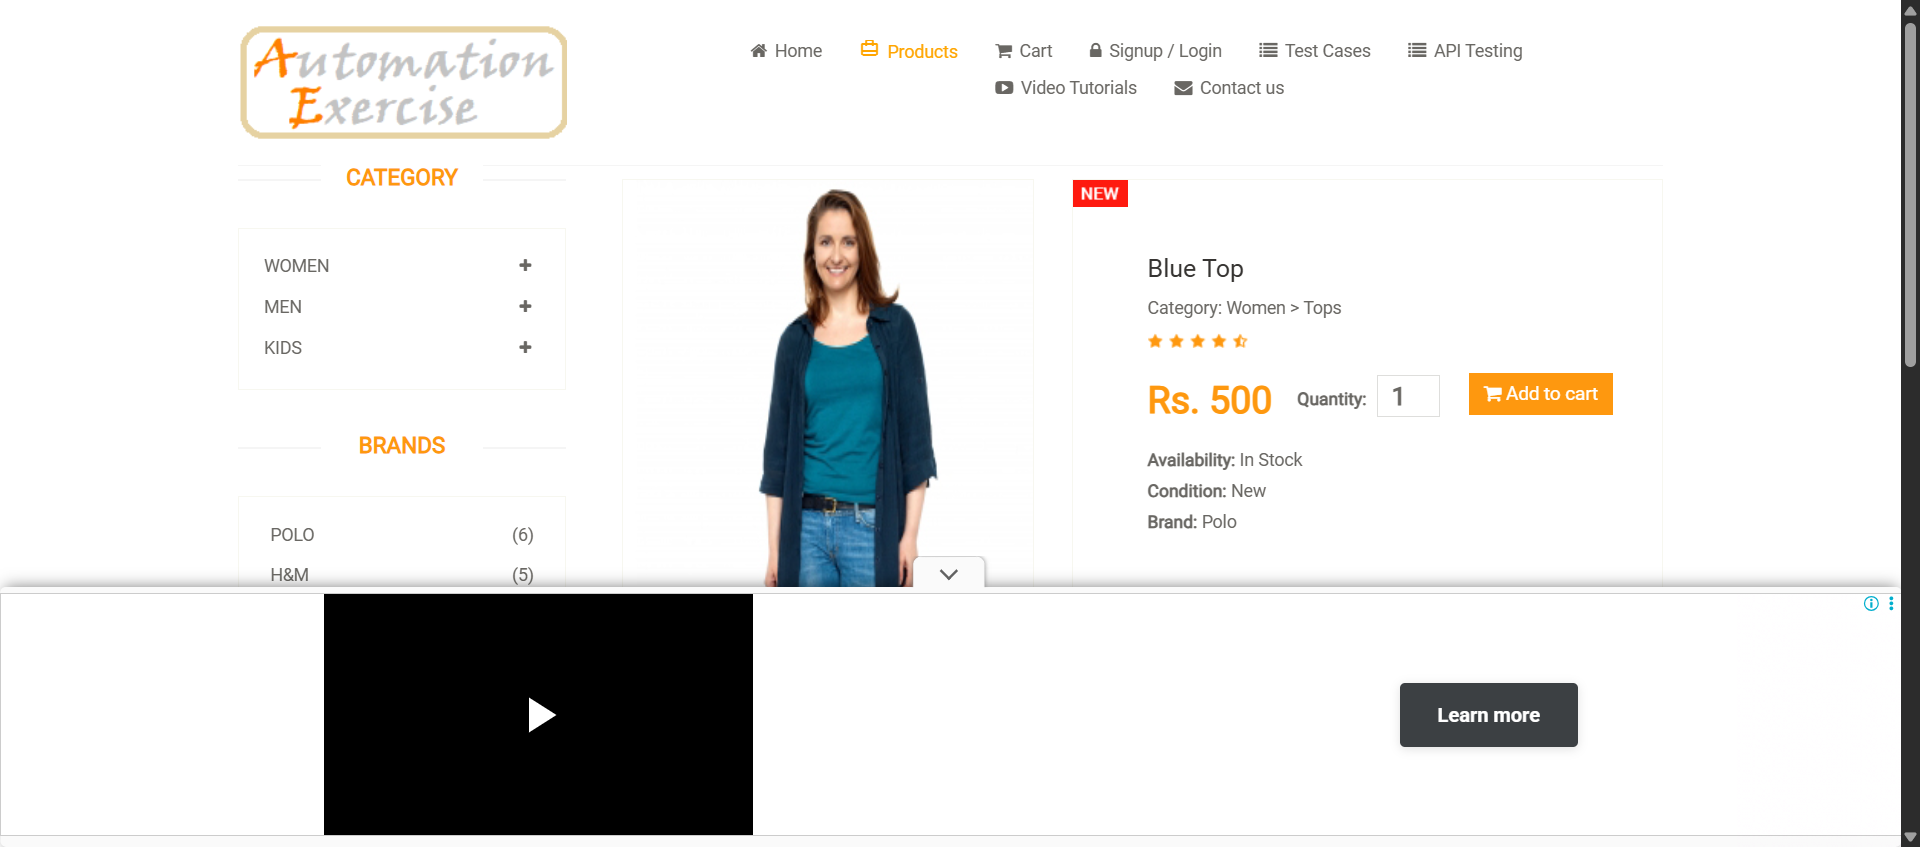 Automation
Exercise
Home
Products
Cart
Signup / Login
Test Cases
API Testing
Video Tutorials
Contact us
CATEGORY
WOMEN
MEN
KIDS
BRANDS
POLO (6)
H&M (5)
NEW
Blue Top
Category: Women > Tops
Rs. 500 Quantity: 1 Add to cart
Availability: In Stock
Condition: New
Brand: Polo
Learn more